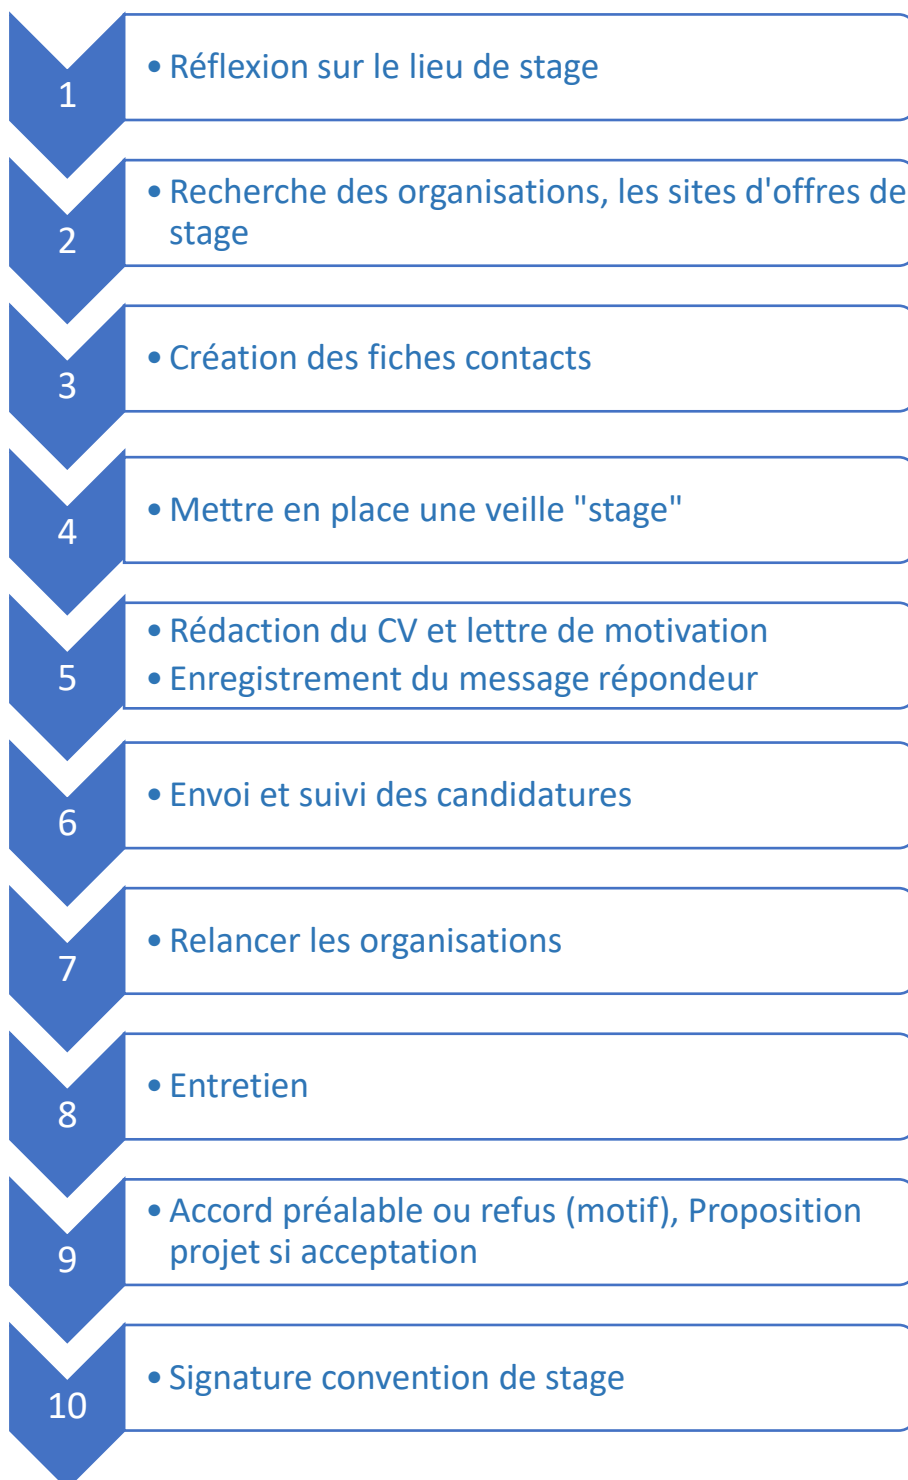 1
• Réflexion sur le lieu de stage
2
• Recherche des organisations, les sites d'offres de
stage
3
• Création des fiches contacts
4
• Mettre en place une veille "stage"
5
• Rédaction du CV et lettre de motivation
• Enregistrement du message répondeur
6
• Envoi et suivi des candidatures
7
• Relancer les organisations
8
• Entretien
9
• Accord préalable ou refus (motif), Proposition
projet si acceptation
10
• Signature convention de stage